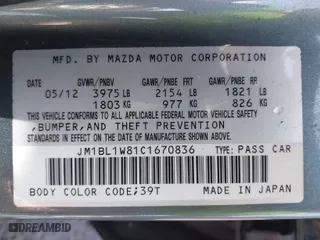 MFD. BY MAZDA MOTOR CORPORATION
GVWR/PNBV GAWR/PNBE FRT GAWR/PNBE RR
05/12 3975 LB 2154 LB 1821 LB
1803 KG 977 KG 826 KG
THIS VEHICLE CONFORMS TO ALL APPLICABLE FEDERAL MOTOR VEHICLE SAFETY
,BUMPER,AND THEFT PREVENTION
STANDARDS IN EFFECT ON THE DATE OF MANUFACTURE SHOWN ABOVE.
JM1BL1W81C1670836 TYPE:PASS CAR
BODY COLOR CODE;39T MADE IN JAPAN
© DREAMBID DATA